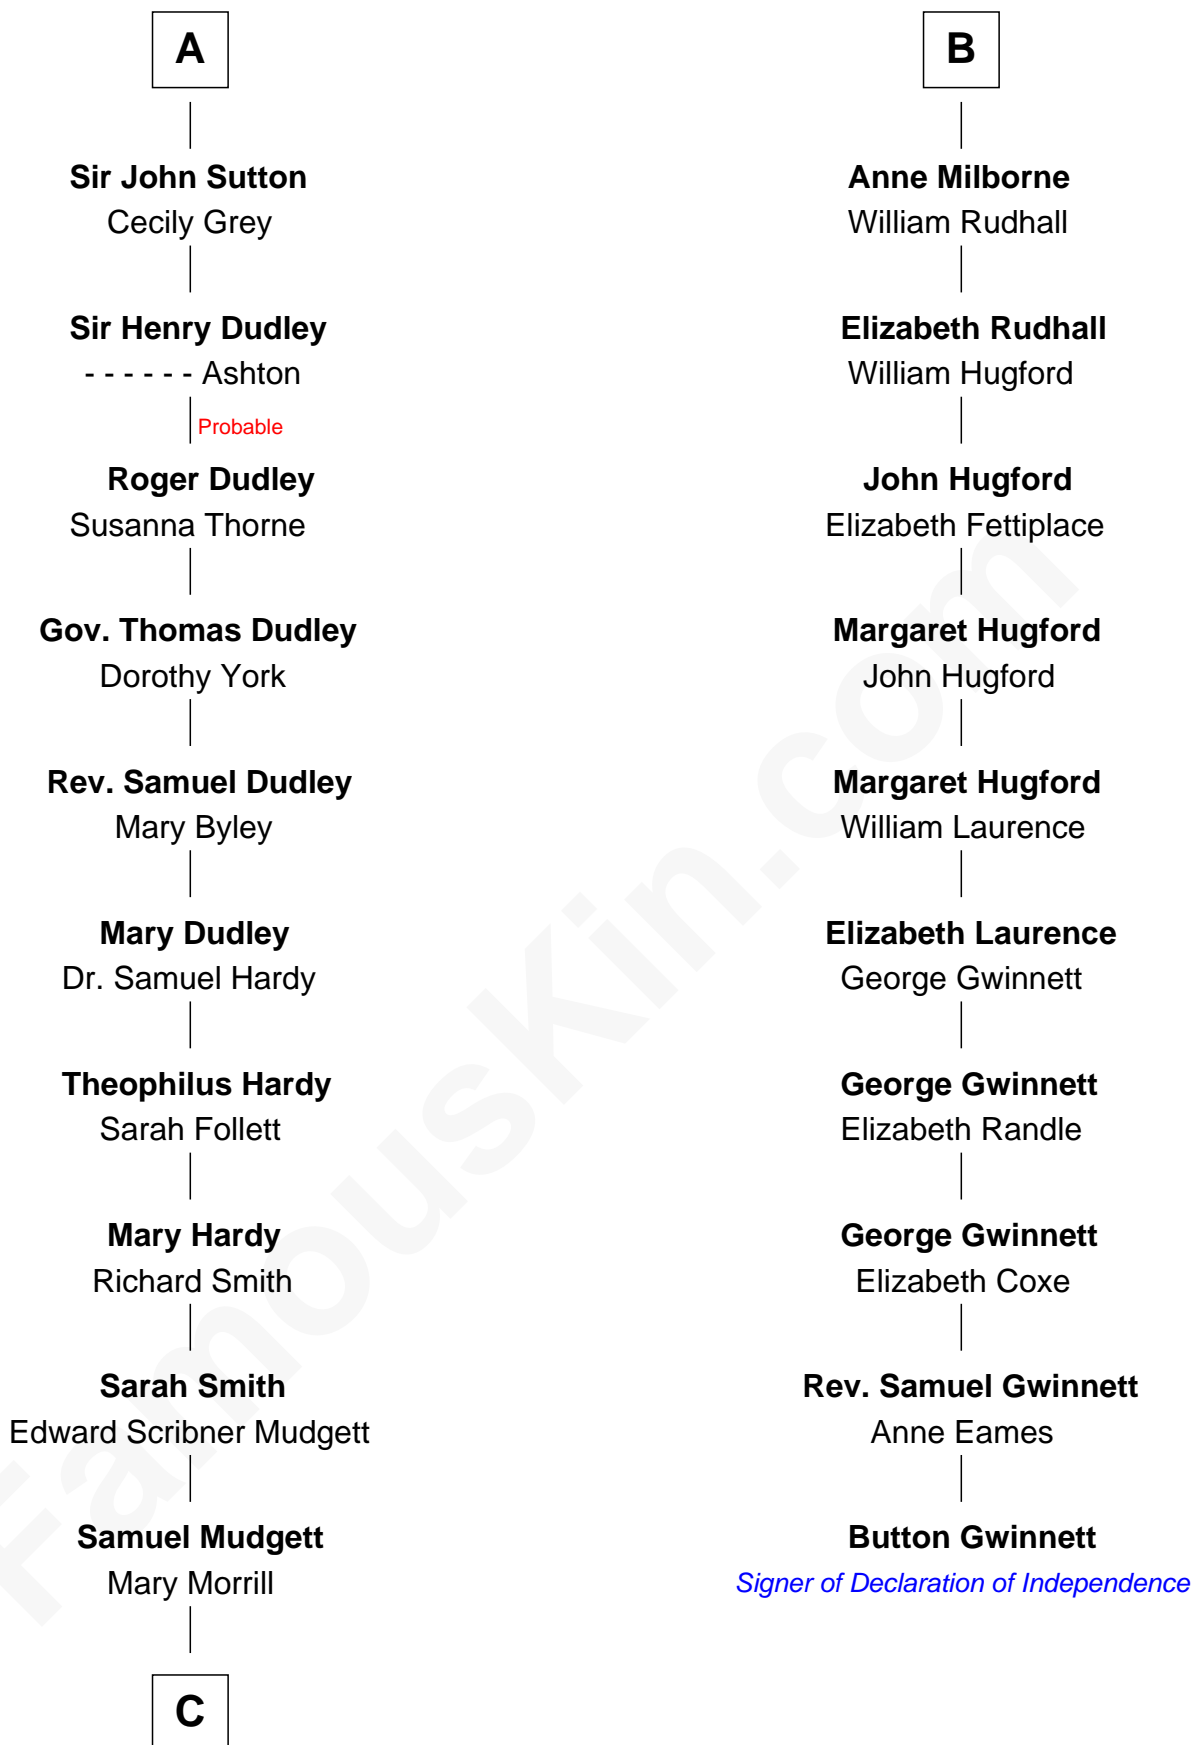 A
Sir John Sutton
Cecily Grey
Sir Henry Dudley
- - - - - - Ashton
Probable
Roger Dudley
Susanna Thorne
Gov. Thomas Dudley
Dorothy York
Rev. Samuel Dudley
Mary Byley
Mary Dudley
Dr. Samuel Hardy
Theophilus Hardy
Sarah Follett
Mary Hardy
Richard Smith
Sarah Smith
Edward Scribner Mudgett
Samuel Mudgett
Mary Morrill
C
B
Anne Milborne
William Rudhall
Elizabeth Rudhall
William Hugford
John Hugford
Elizabeth Fettiplace
Margaret Hugford
John Hugford
Margaret Hugford
William Laurence
Elizabeth Laurence
George Gwinnett
George Gwinnett
Elizabeth Randle
George Gwinnett
Elizabeth Coxe
Rev. Samuel Gwinnett
Anne Eames
Button Gwinnett
Signer of Declaration of Independence
FamousKin.com